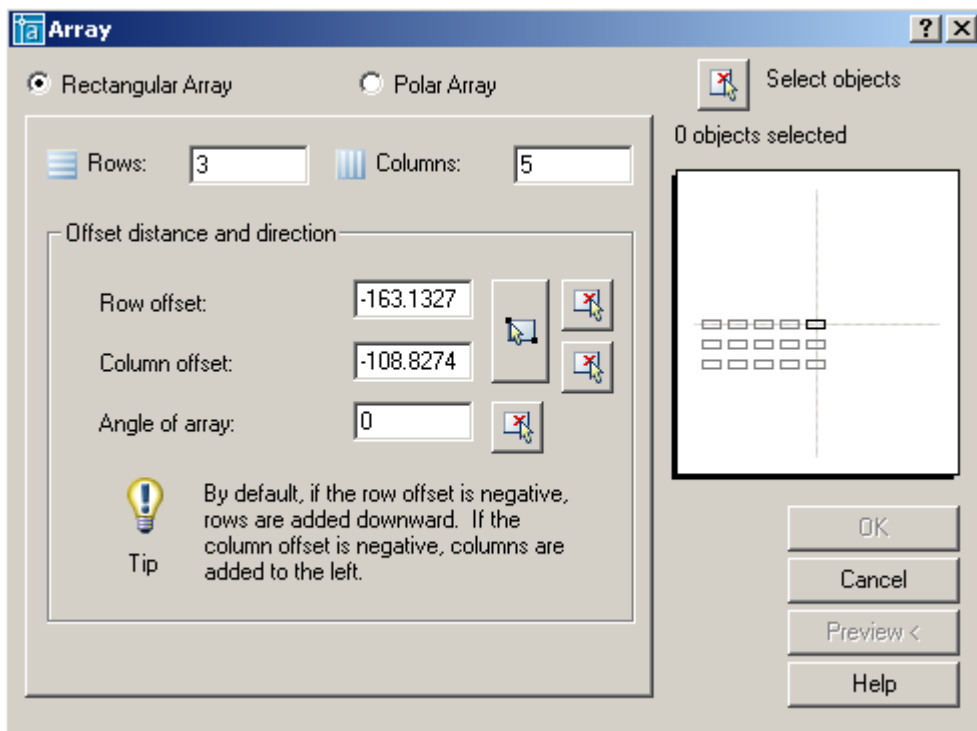 Array
Rectangular Array Polar Array Select objects
0 objects selected
Rows: 3 Columns: 5
Offset distance and direction
Row offset: -163.1327
Column offset: -108.8274
Angle of array: 0
By default, if the row offset is negative,
rows are added downward. If the
column offset is negative, columns are
added to the left.
Tip
OK
Cancel
Preview <
Help